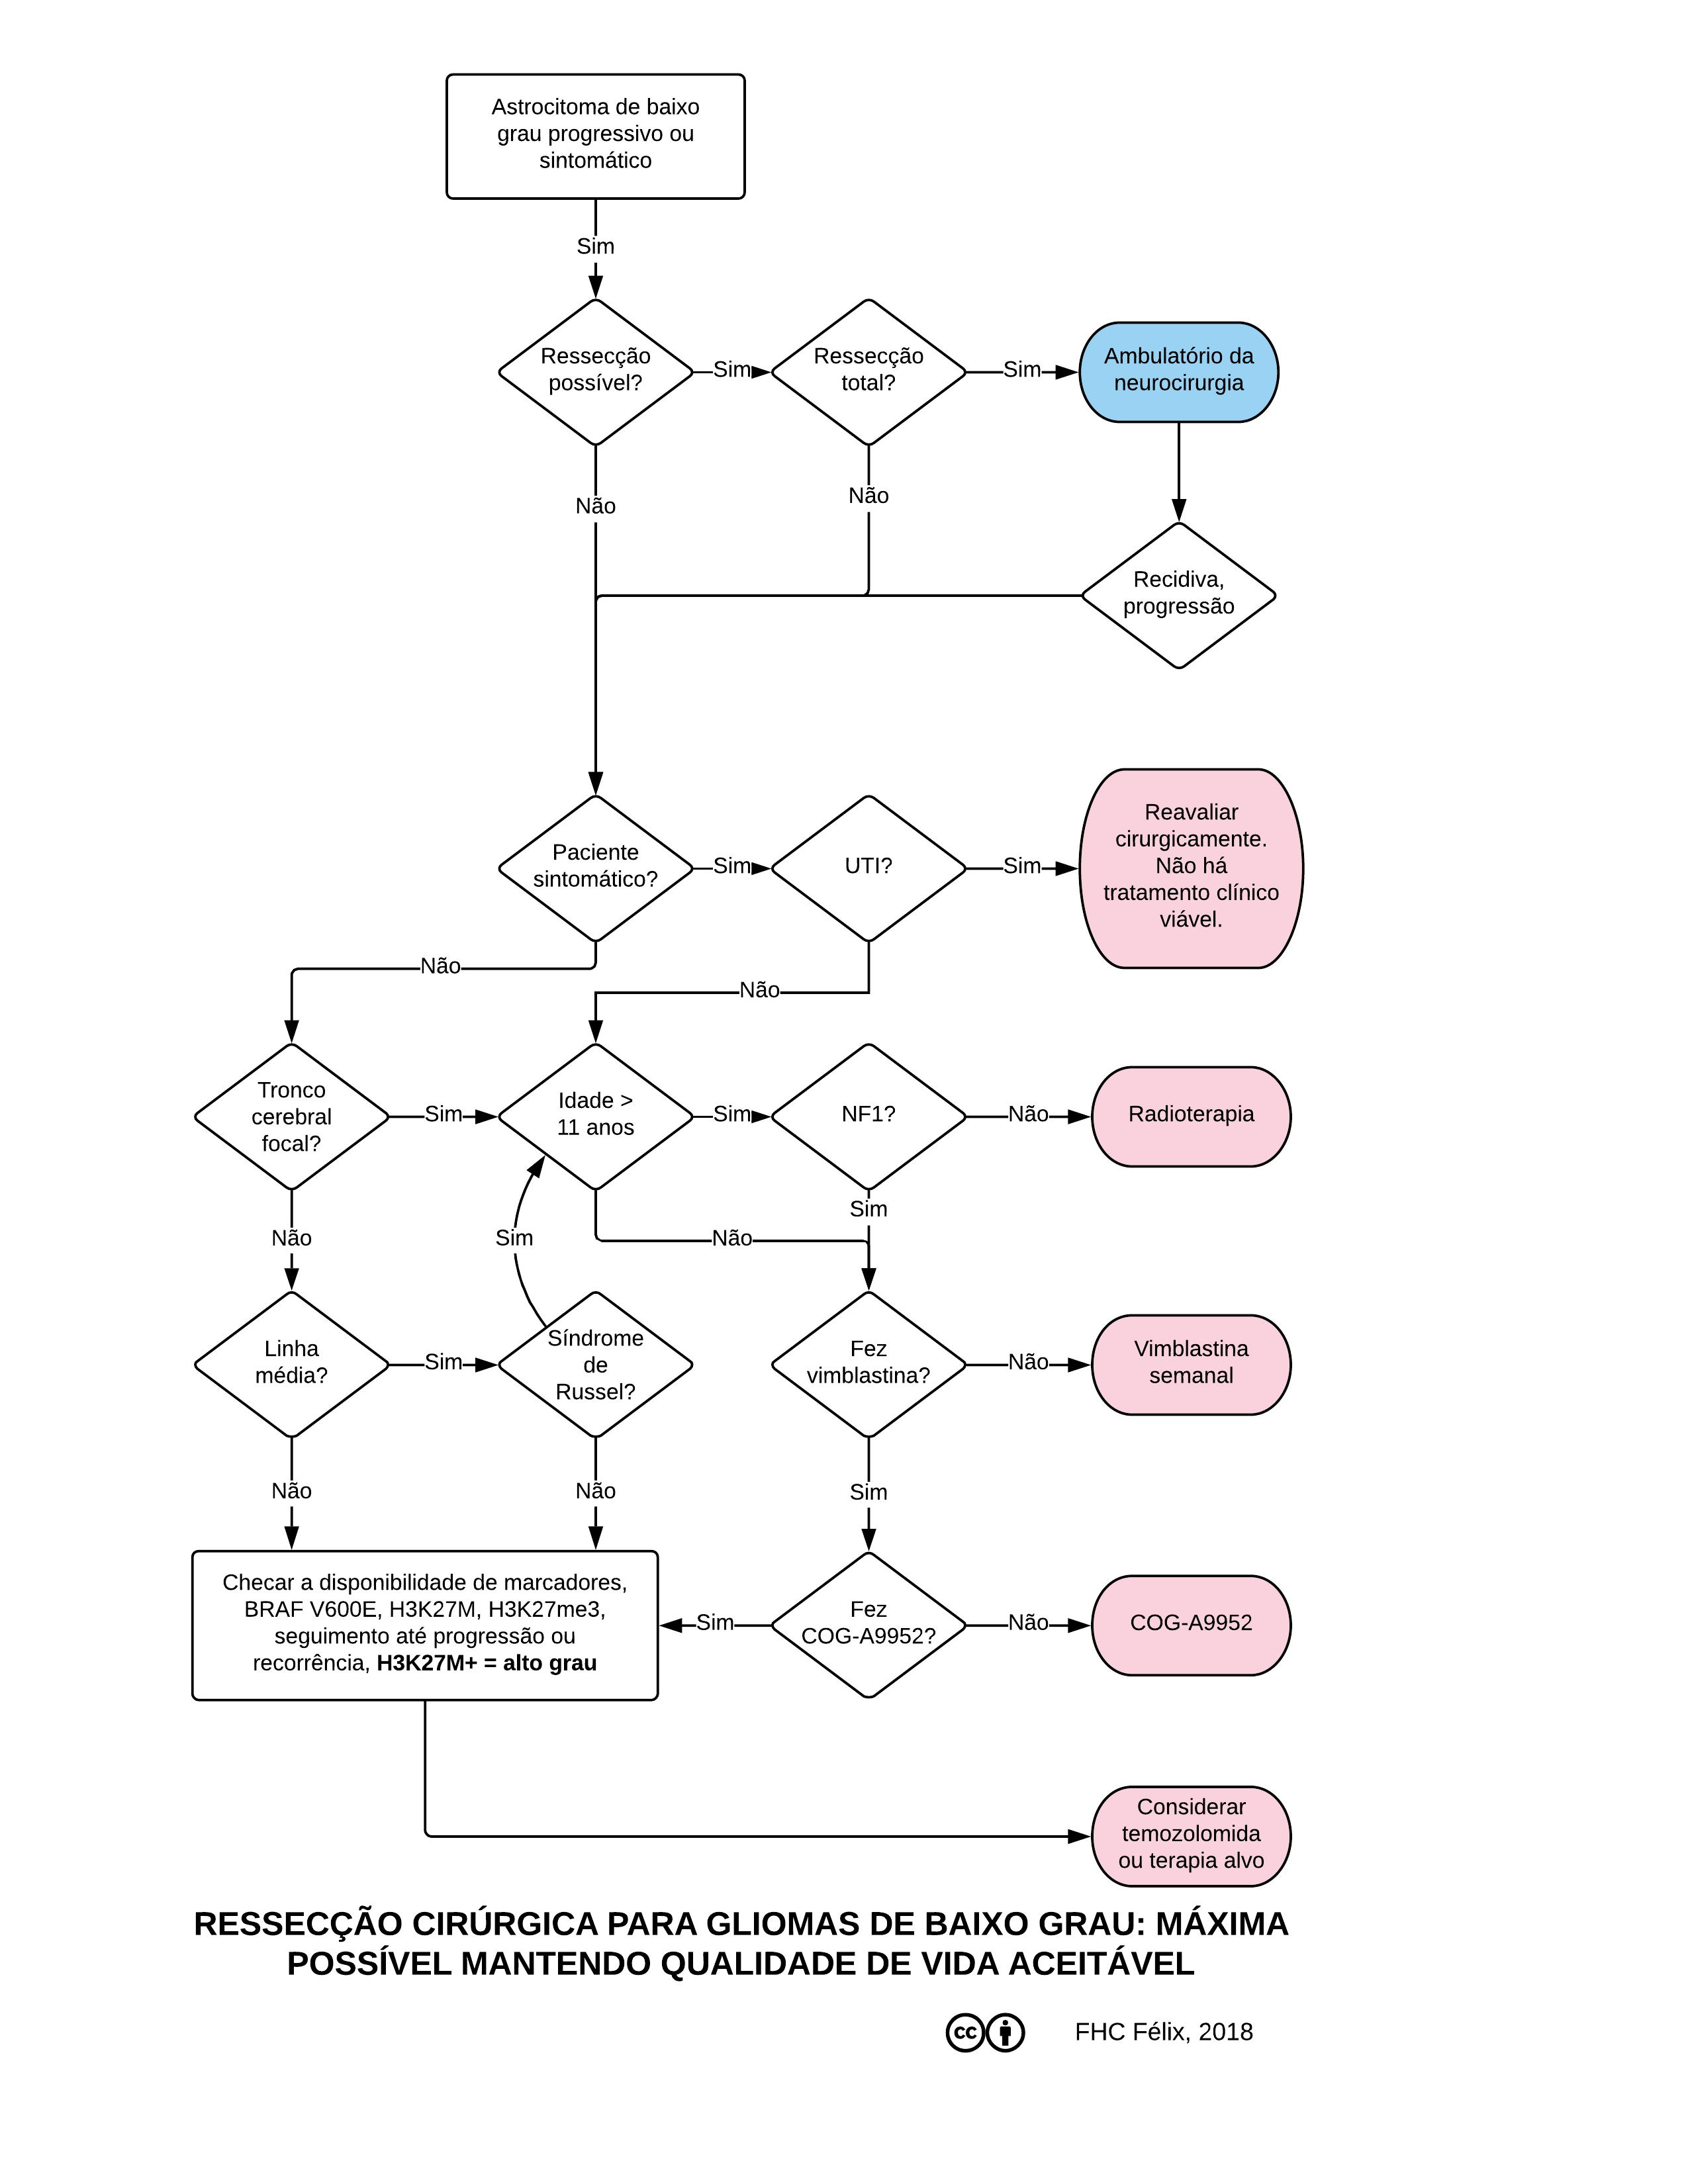 Astrocitoma de baixo
grau progressivo ou
sintomático
Sim
Ressecção
possível?
Sim
Ressecção
total?
Sim
Ambulatório da
neurocirurgia
Não
Não
Recidiva,
progressão
Paciente
sintomático?
Sim
UTI?
Sim
Reavaliar
cirurgicamente.
Não há
tratamento clínico
viável.
Não
Não
Tronco
cerebral
focal?
Sim
Idade >
11 anos
Sim
NF1?
Não
Radioterapia
Não
Sim
Não
Sim
Linha
média?
Sim
Síndrome
de
Russel?
Fez
vimblastina?
Não
Vimblastina
semanal
Não
Não
Sim
Checar a disponibilidade de marcadores,
BRAF V600E, H3K27M, H3K27me3,
seguimento até progressão ou
recorrência, H3K27M+ = alto grau
Sim
Fez
COG-A9952?
Não
COG-A9952
Considerar
temozolomida
ou terapia alvo
RESSECÇÃO CIRÚRGICA PARA GLIOMAS DE BAIXO GRAU: MÁXIMA
POSSÍVEL MANTENDO QUALIDADE DE VIDA ACEITÁVEL
cc
FHC Félix, 2018